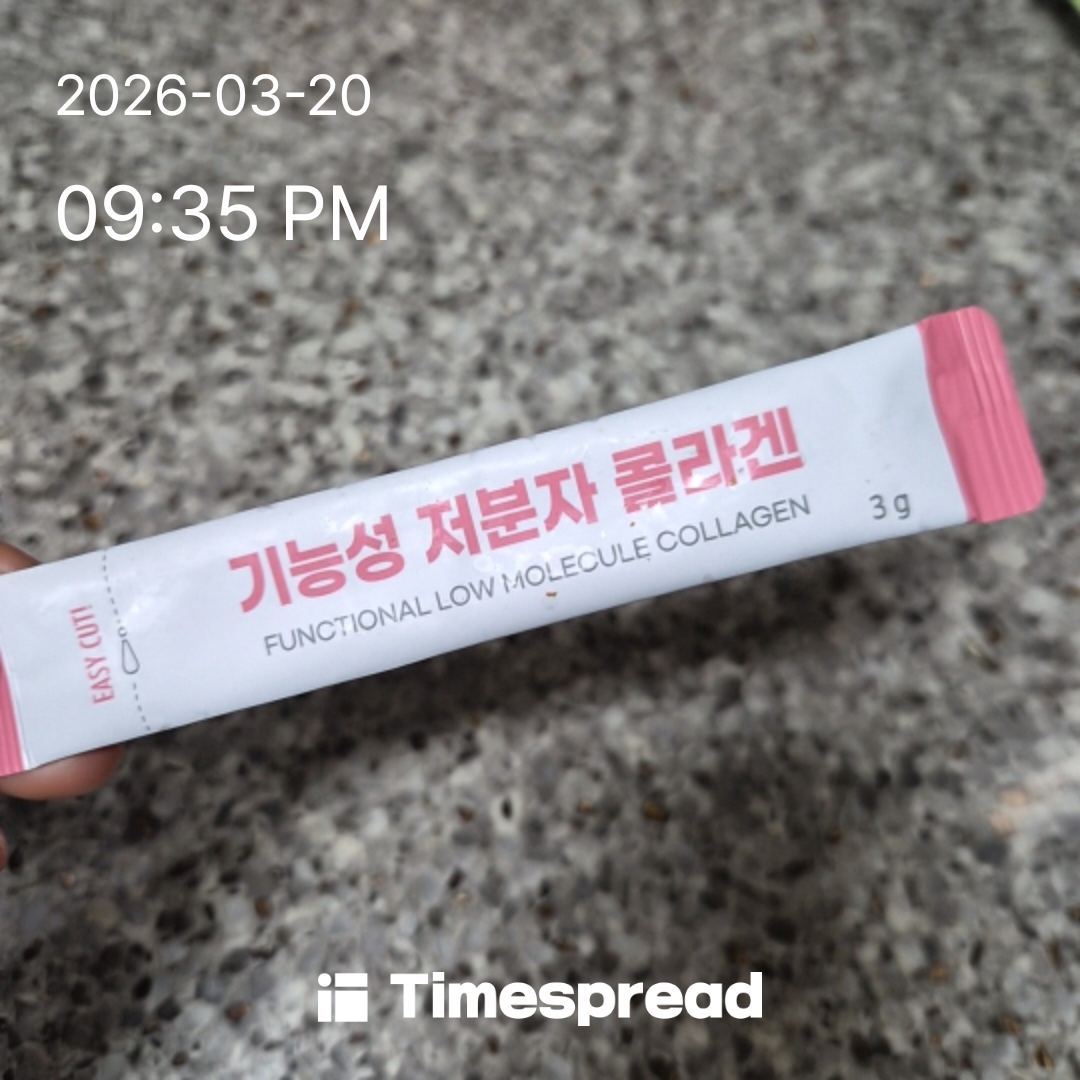 2026-03-20
09:35 PM
EASY CUT!
기능성 저분자 콜라겐
FUNCTIONAL LOW MOLECULE COLLAGEN
3g
Timespread